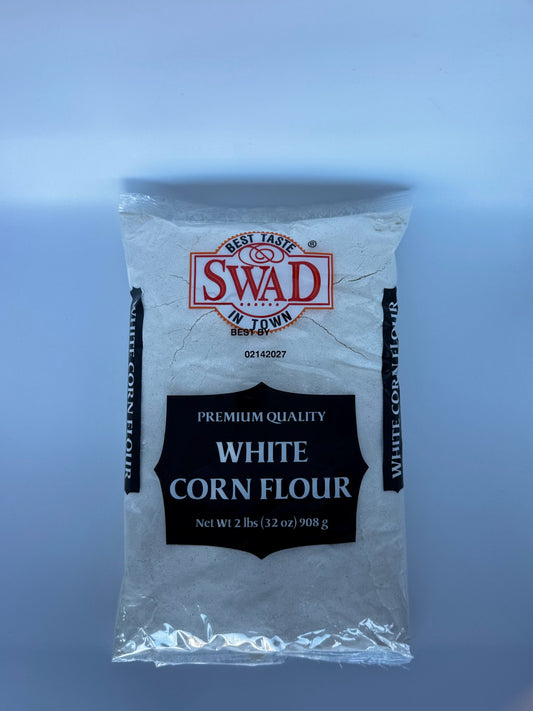 BEST TASTE
®
SWAD
IN TOWN
BEST BY
02142027
WHITE CORN FLOUR
WHITE CORN FLOUR
PREMIUM QUALITY
WHITE
CORN FLOUR
Net Wt 2 lbs (32 oz) 908 g